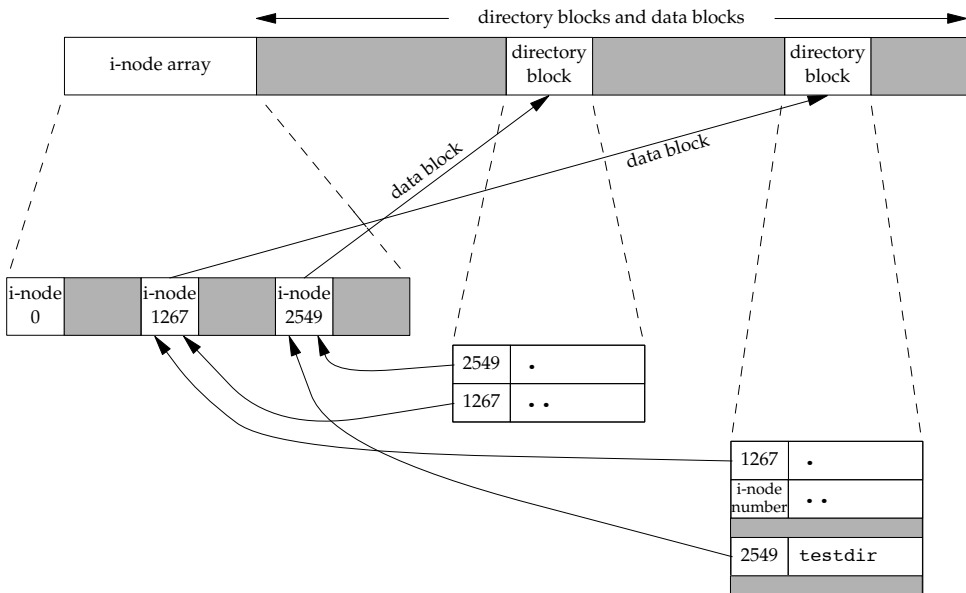 directory blocks and data blocks
i-node array
directory
block
directory
block
data block
data block
i-node
0
i-node
1267
i-node
2549
2549 .
1267 . .
1267 .
i-node
number . .
2549 testdir